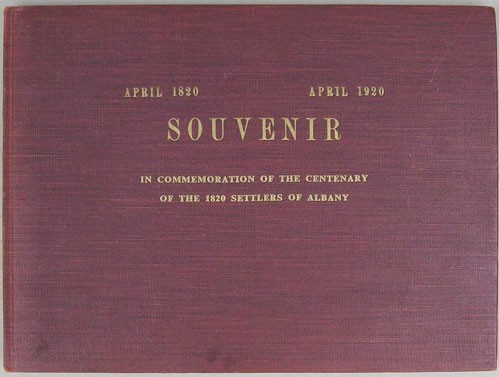 APRIL 1820 APRIL 1920
SOUVENIR
IN COMMEMORATION OF THE CENTENARY
OF THE 1820 SETTLERS OF ALBANY